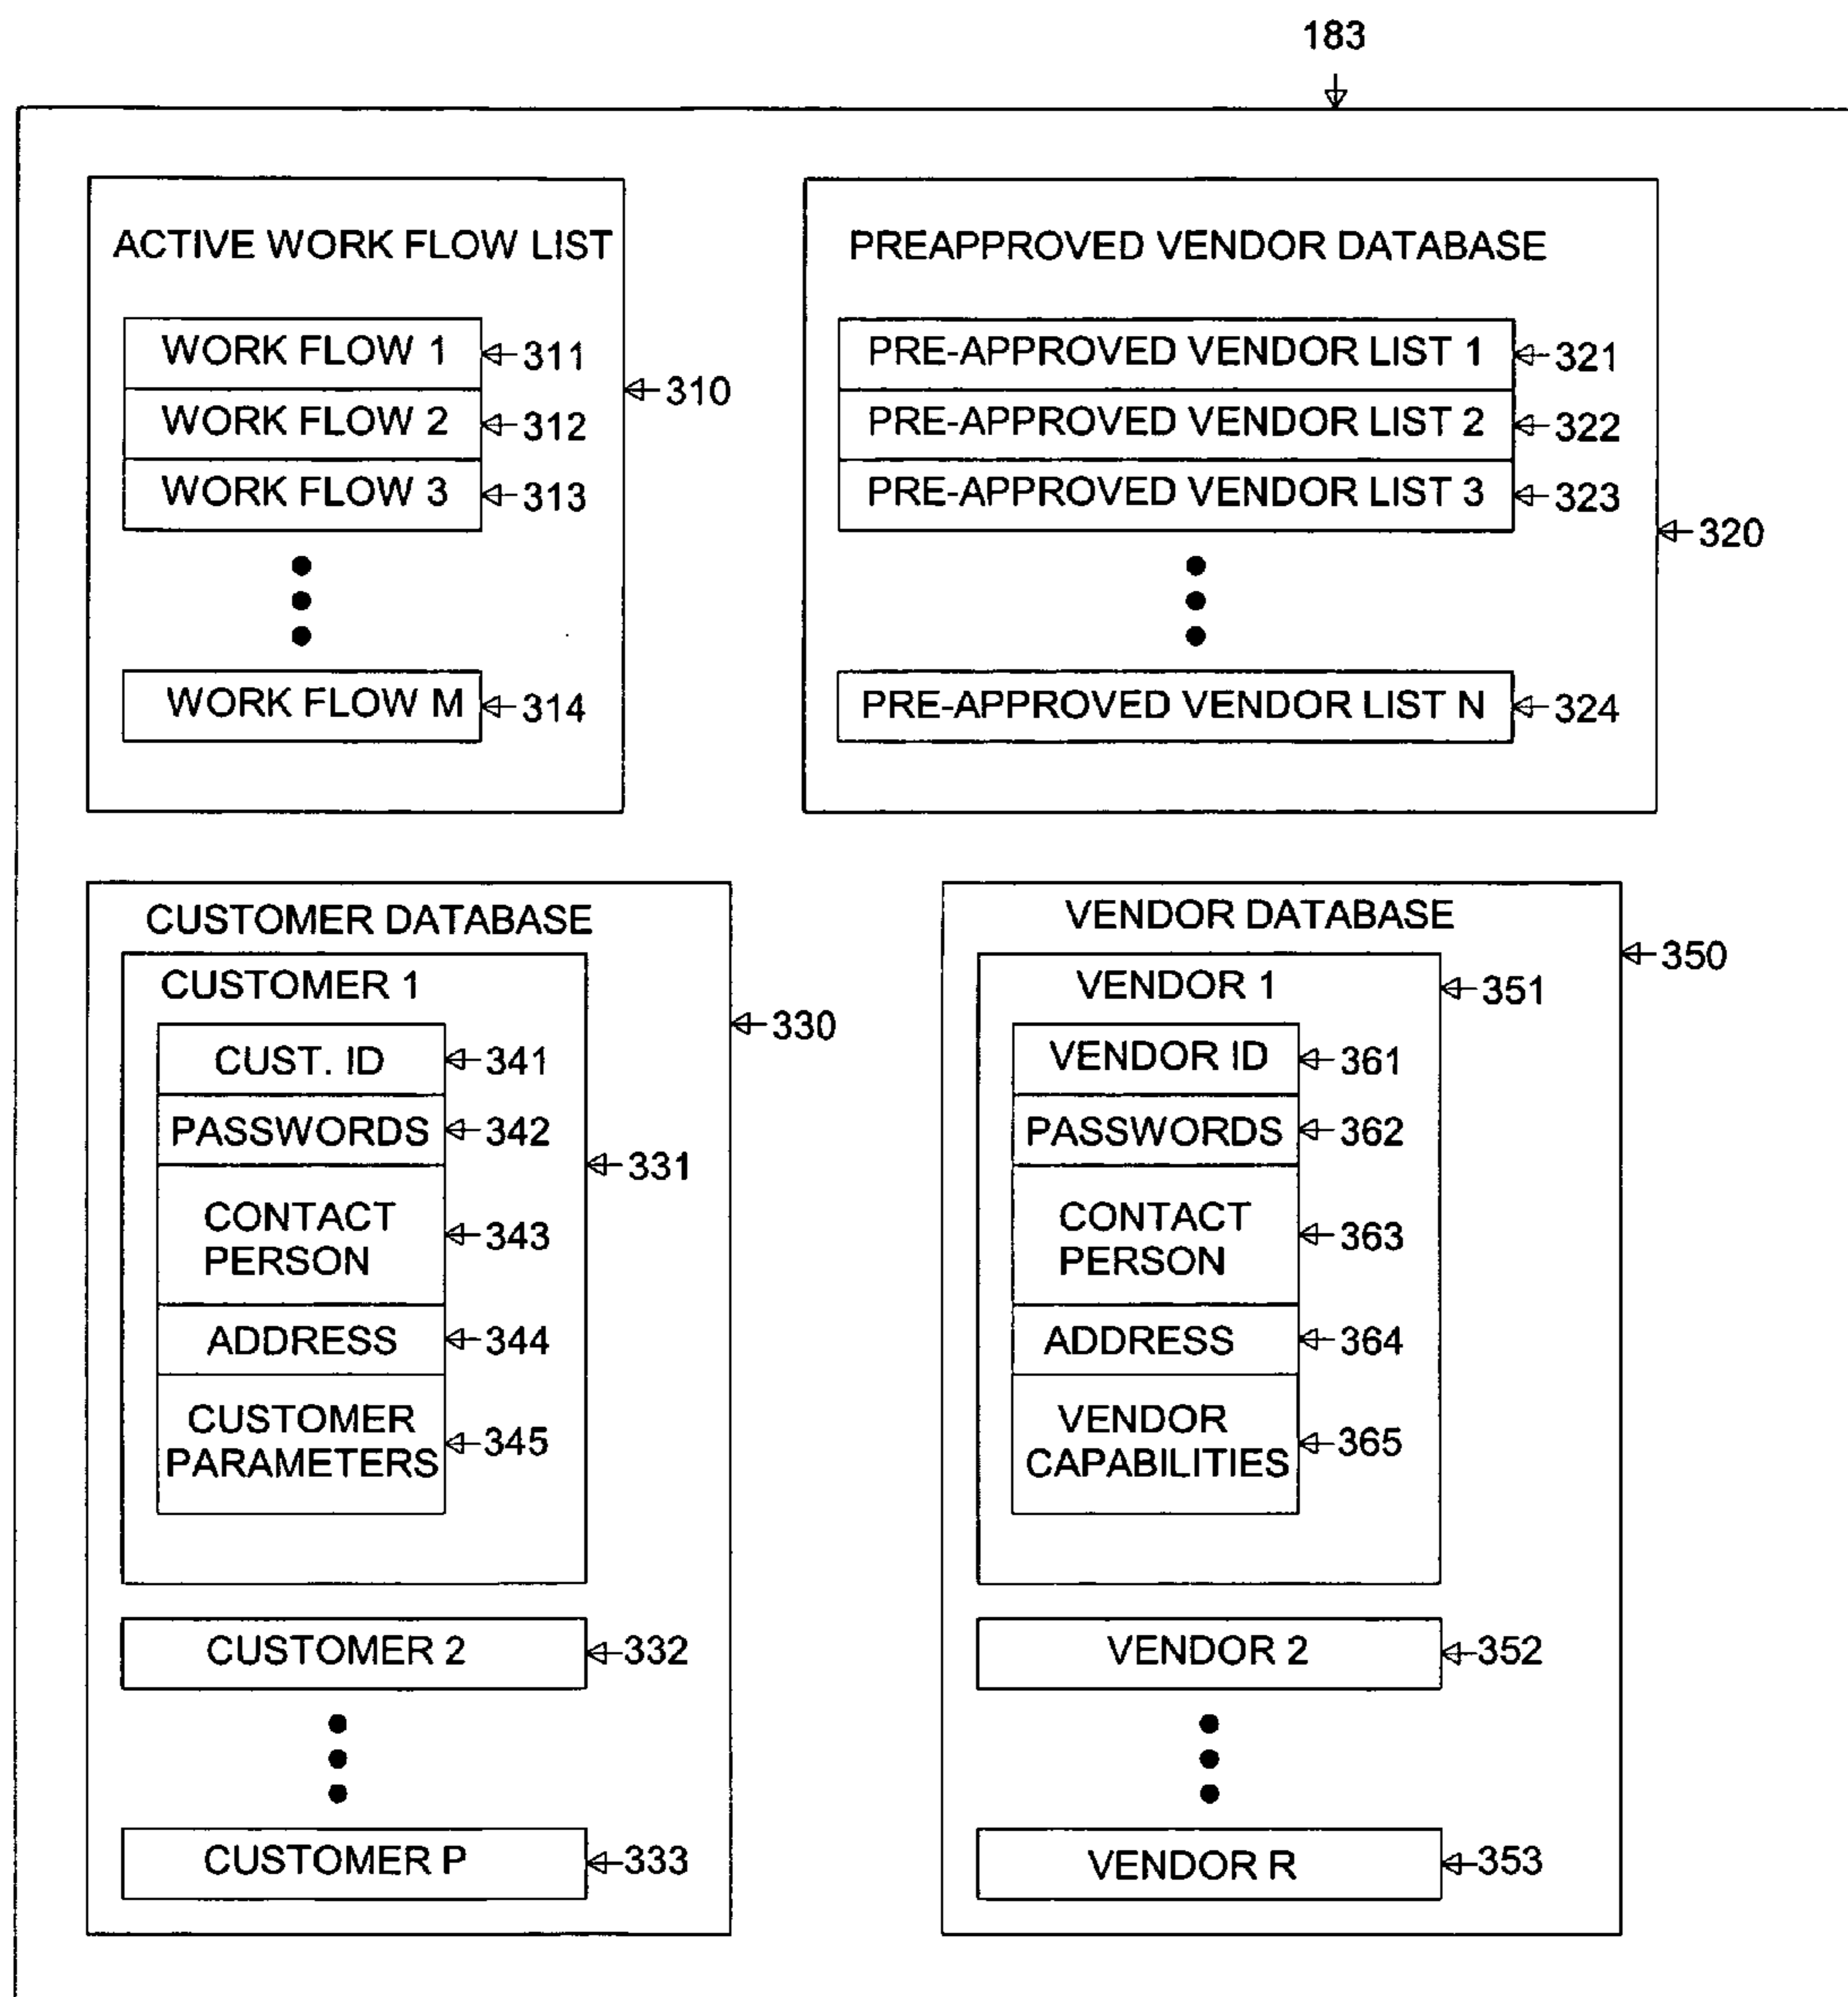 183
ACTIVE WORK FLOW LIST
WORK FLOW 1 311
WORK FLOW 2 312
WORK FLOW 3 313
WORK FLOW M 314
310
PREAPPROVED VENDOR DATABASE
PRE-APPROVED VENDOR LIST 1 321
PRE-APPROVED VENDOR LIST 2 322
PRE-APPROVED VENDOR LIST 3 323
PRE-APPROVED VENDOR LIST N 324
320
CUSTOMER DATABASE
CUSTOMER 1
CUST. ID 341
PASSWORDS 342
CONTACT
PERSON 343
ADDRESS 344
CUSTOMER
PARAMETERS 345
331
CUSTOMER 2 332
CUSTOMER P 333
330
VENDOR DATABASE
VENDOR 1 351
VENDOR ID 361
PASSWORDS 362
CONTACT
PERSON 363
ADDRESS 364
VENDOR
CAPABILITIES 365
VENDOR 2 352
VENDOR R 353
350